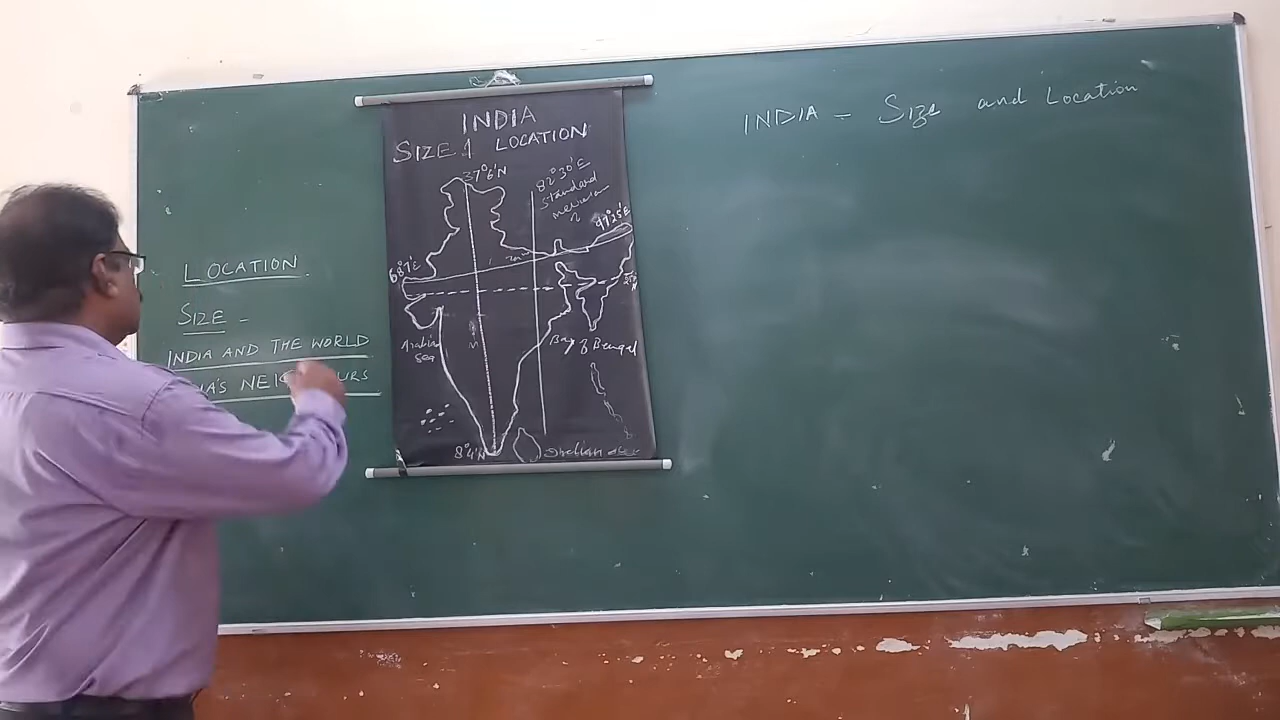 INDIA - Size and Location
INDIA
SIZE & LOCATION
37°6'N
82°30'E
Standard
97°25'E
68°7'E
Arabian
Sea
Bay of Bengal
8°4'N
LOCATION
SIZE -
INDIA AND THE WORLD